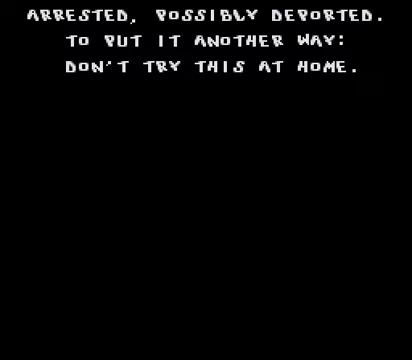 ARRESTED, POSSIBLY DEPORTED.
TO PUT IT ANOTHER WAY:
DON'T TRY THIS AT HOME.